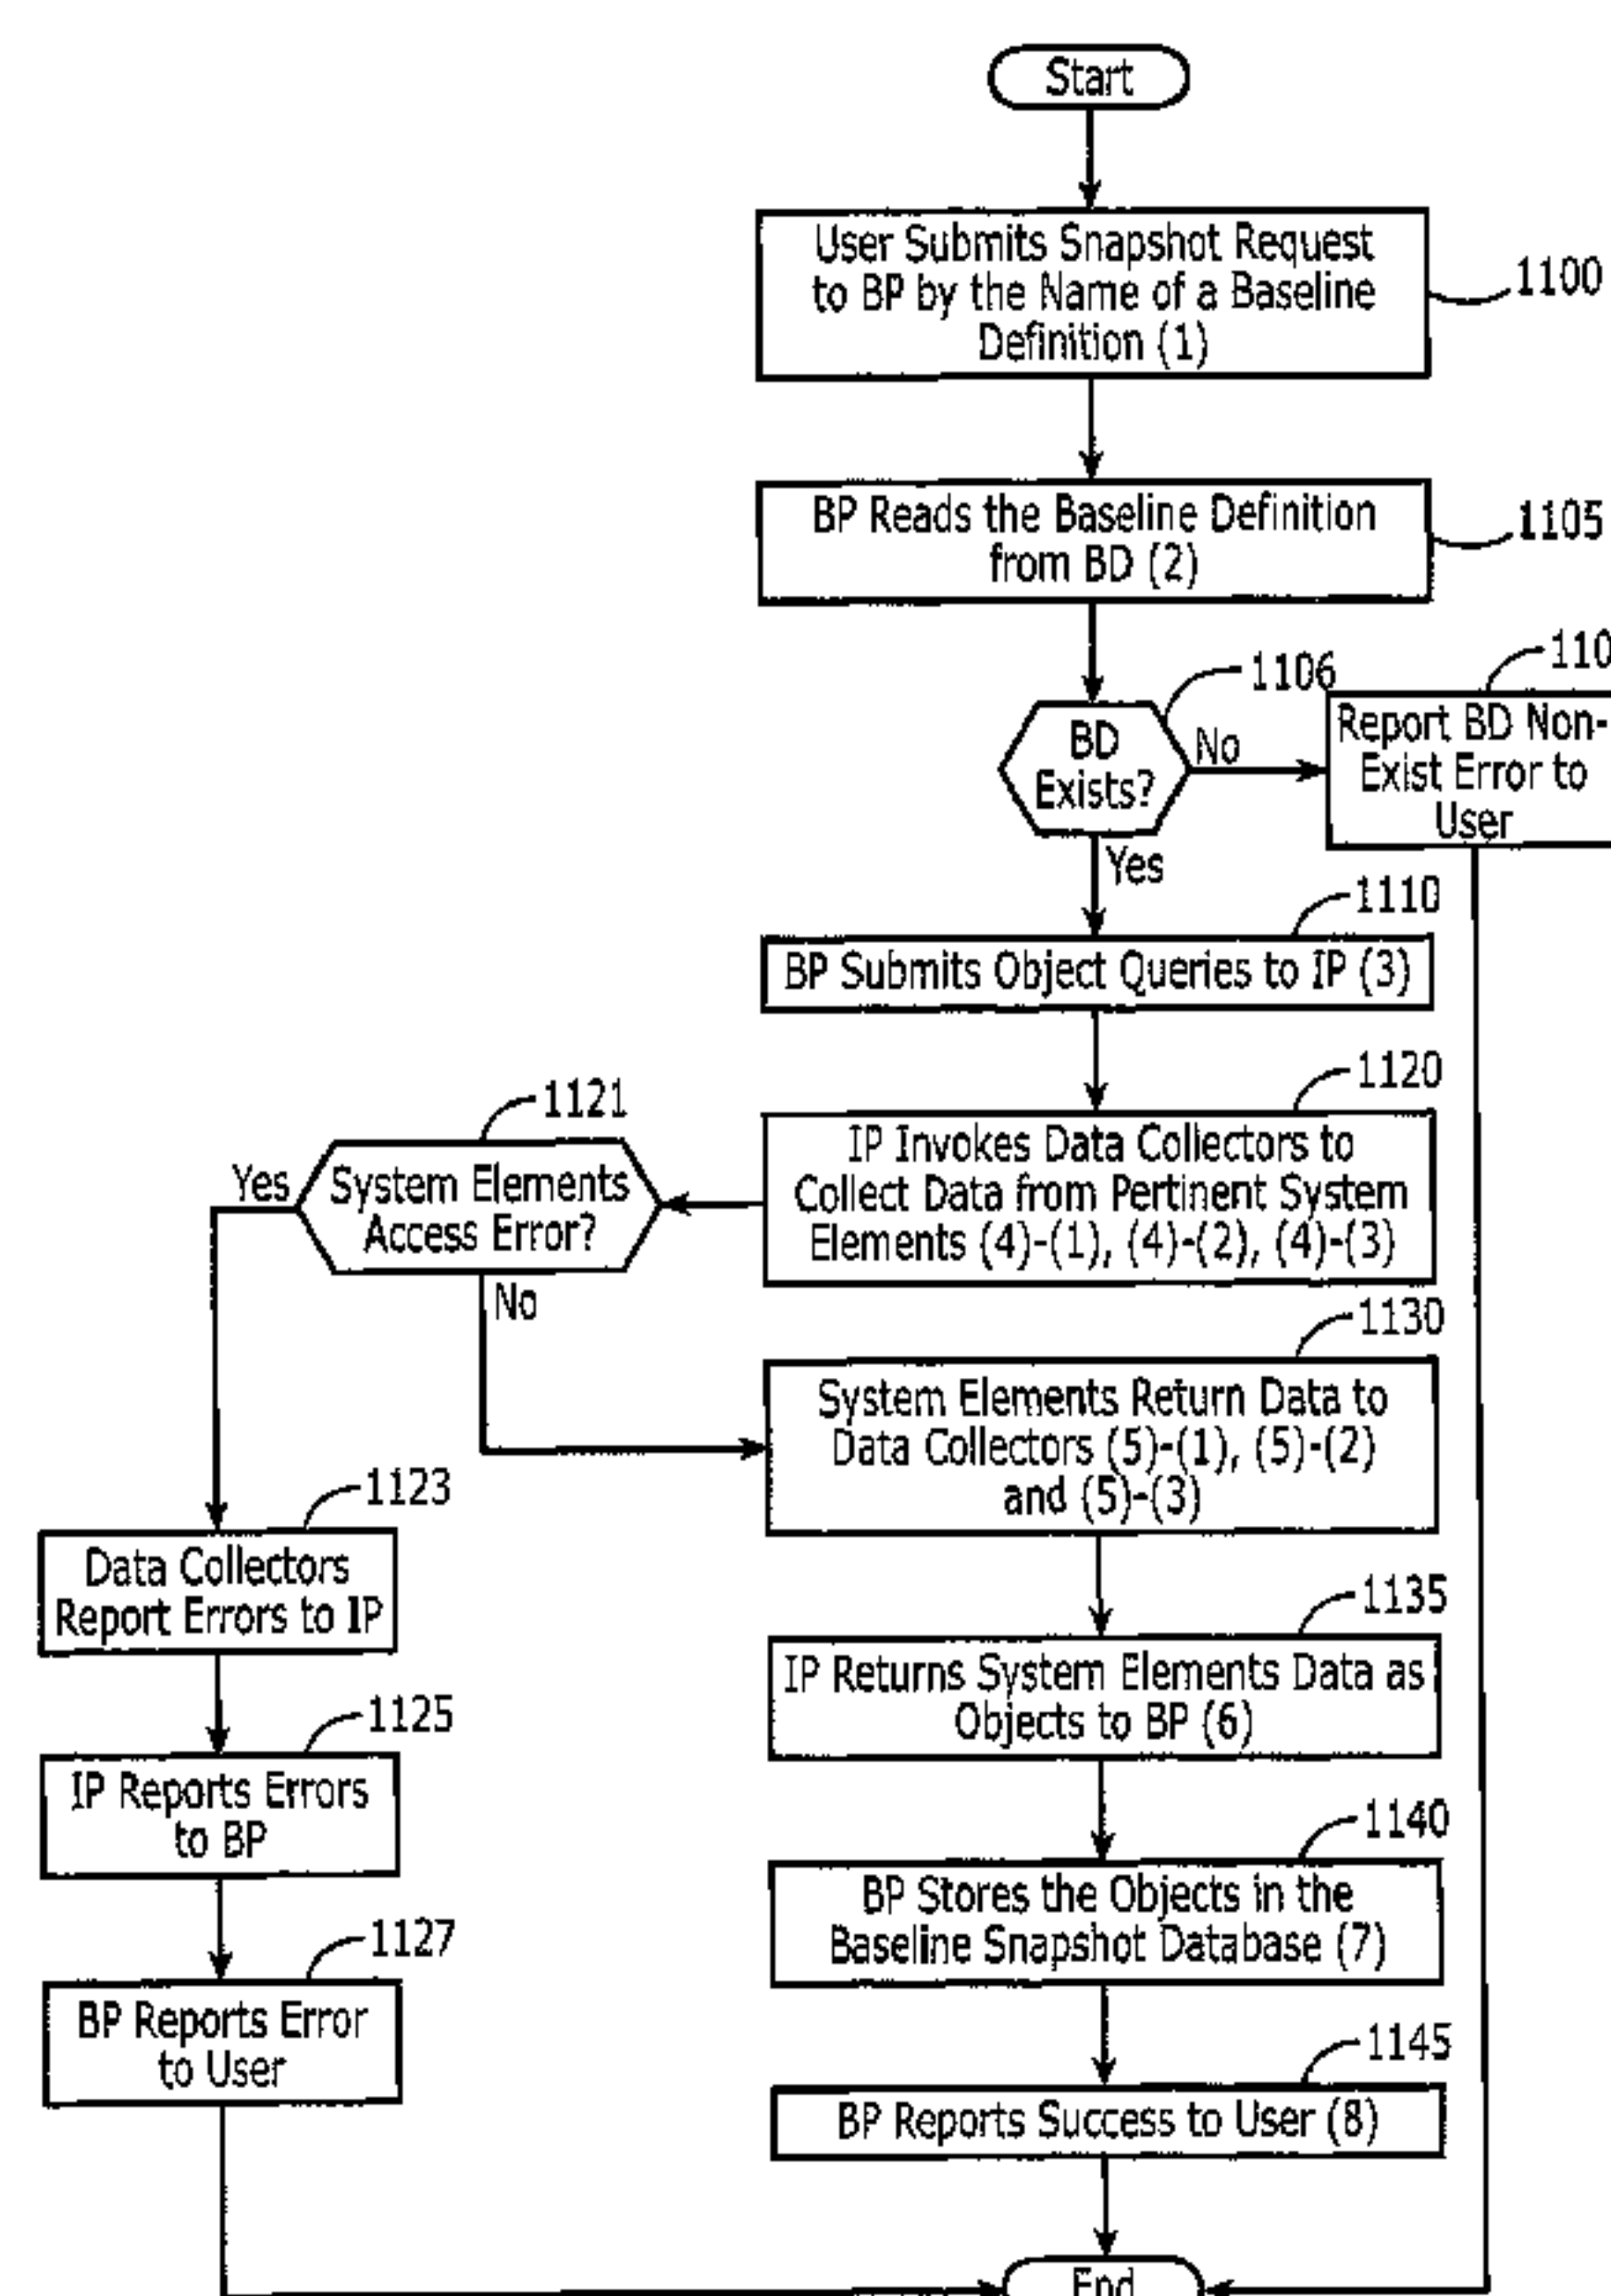 Start
User Submits Snapshot Request
to BP by the Name of a Baseline
Definition (1)
1100
BP Reads the Baseline Definition
from BD (2)
1105
1106
BD
Exists?
No
Yes
110
Report BD Non-
Exist Error to
User
1110
BP Submits Object Queries to IP (3)
1120
IP Invokes Data Collectors to
Collect Data from Pertinent System
Elements (4)-(1), (4)-(2), (4)-(3)
1121
System Elements
Access Error?
Yes
No
1130
System Elements Return Data to
Data Collectors (5)-(1), (5)-(2)
and (5)-(3)
1123
Data Collectors
Report Errors to IP
1135
IP Returns System Elements Data as
Objects to BP (6)
1125
IP Reports Errors
to BP
1140
BP Stores the Objects in the
Baseline Snapshot Database (7)
1127
BP Reports Error
to User
1145
BP Reports Success to User (8)
End